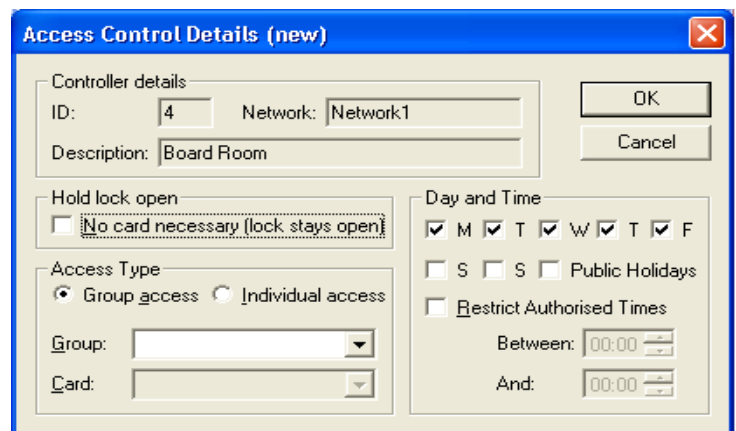 Access Control Details (new)
Controller details
ID: 4 Network: Network1
Description: Board Room
OK
Cancel
Hold lock open
No card necessary (lock stays open)
Access Type
Group access Individual access
Group:
Card:
Day and Time
M T W T F
S S Public Holidays
Restrict Authorised Times
Between: 00:00
And: 00:00